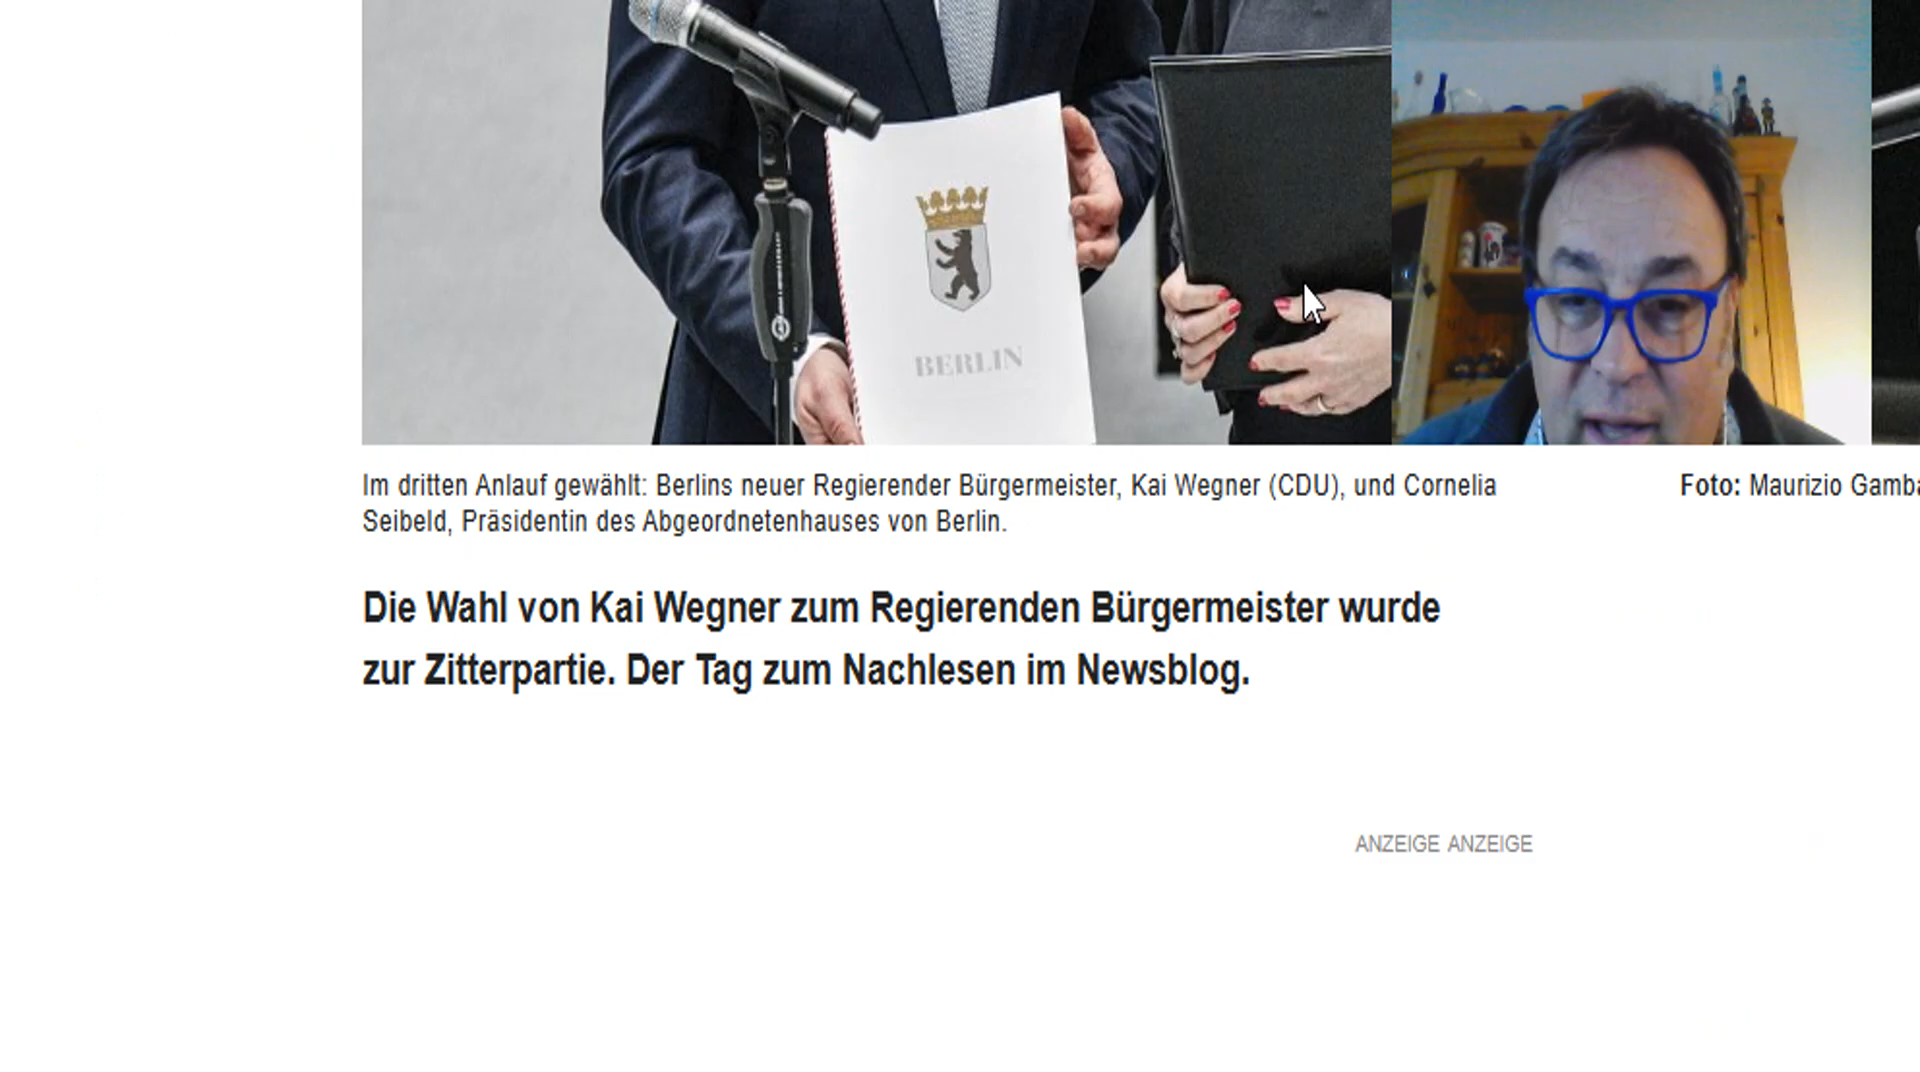 BERLIN
Im dritten Anlauf gewählt: Berlins neuer Regierender Bürgermeister, Kai Wegner (CDU), und Cornelia
Seibeld, Präsidentin des Abgeordnetenhauses von Berlin.
Foto: Maurizio Gamba
Die Wahl von Kai Wegner zum Regierenden Bürgermeister wurde
zur Zitterpartie. Der Tag zum Nachlesen im Newsblog.
ANZEIGE ANZEIGE